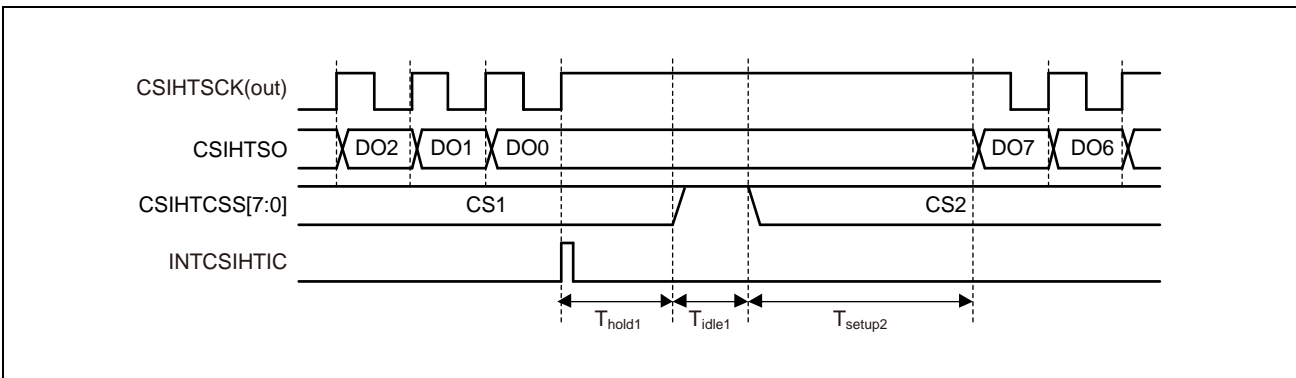 CSIHTSCK(out)
CSIHTSO
DO2 DO1 DO0 DO7 DO6
CSIHTCSS[7:0]
CS1 CS2
INTCSIHTIC
Thold1 Tidle1 Tsetup2